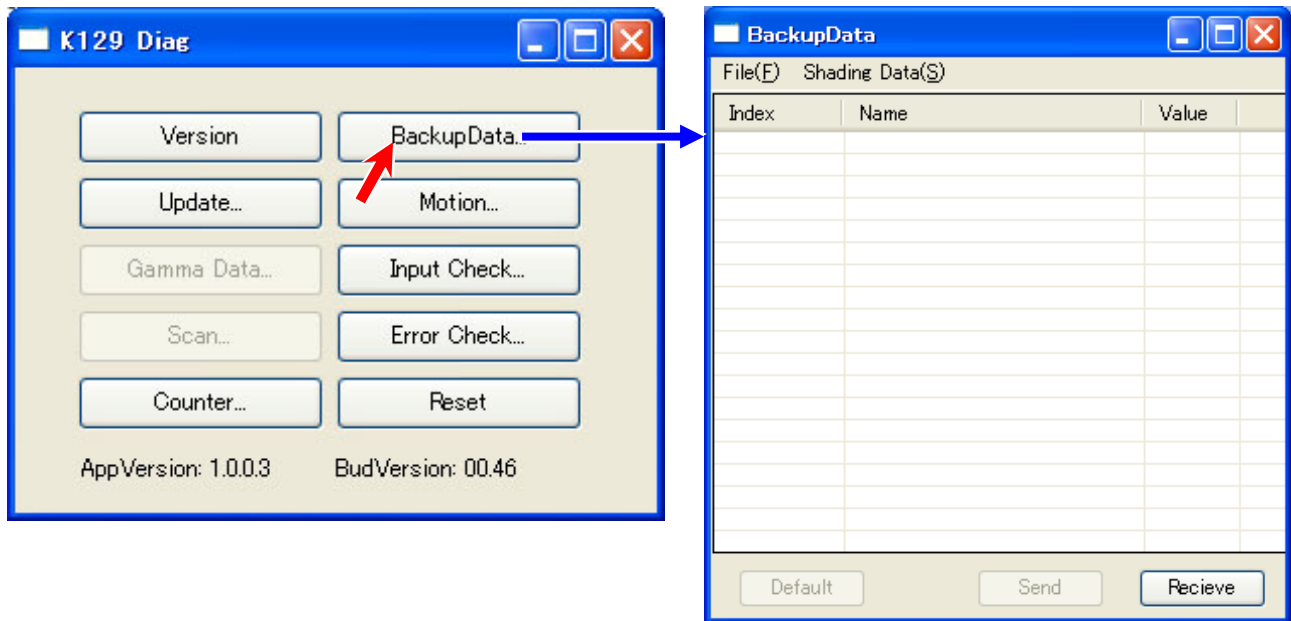 K129 Diag
Version
BackupData...
Update...
Motion...
Gamma Data...
Input Check...
Scan...
Error Check...
Counter...
Reset
AppVersion: 1.0.0.3
BudVersion: 00.46
BackupData
File(F) Shading Data(S)
Index Name Value
Default Send Recieve